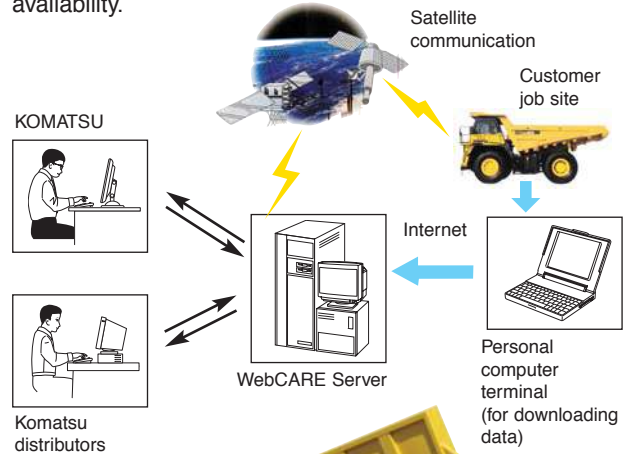 availability.
Satellite
communication
Customer
job site
KOMATSU
Internet
WebCARE Server
Personal
computer
terminal
(for downloading
data)
Komatsu
distributors